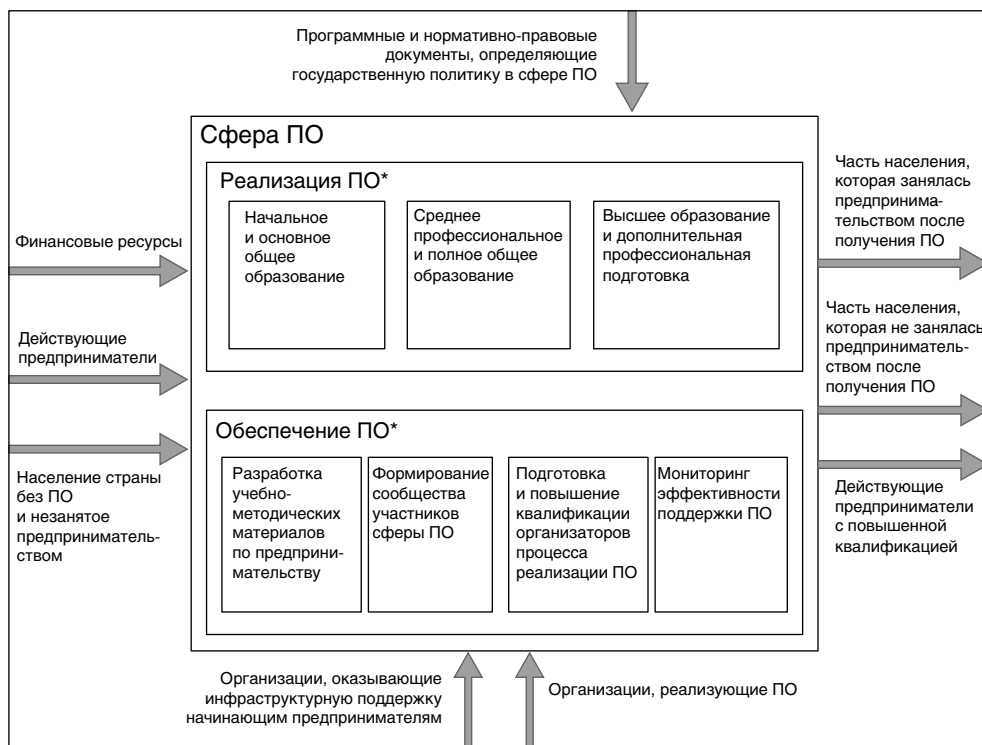 Программные и нормативно-правовые
документы, определяющие
государственную политику в сфере ПО
Сфера ПО
Реализация ПО*
Начальное
и основное
общее
образование
Среднее
профессиональное
и полное общее
образование
Высшее образование
и дополнительная
профессиональная
подготовка
Финансовые ресурсы
Действующие
предприниматели
Население страны
без ПО
и незанятое
предприниматель-
ством
Обеспечение ПО*
Разработка
учебно-
методических
материалов
по предприни-
мательству
Формирование
сообщества
участников
сферы ПО
Подготовка
и повышение
квалификации
организаторов
процесса
реализации ПО
Мониторинг
эффективности
поддержки ПО
Часть населения,
которая занялась
предпринима-
тельством после
получения ПО
Часть населения,
которая не занялась
предприниматель-
ством после
получения ПО
Действующие
предприниматели
с повышенной
квалификацией
Организации, оказывающие
инфраструктурную поддержку
начинающим предпринимателям
Организации, реализующие ПО